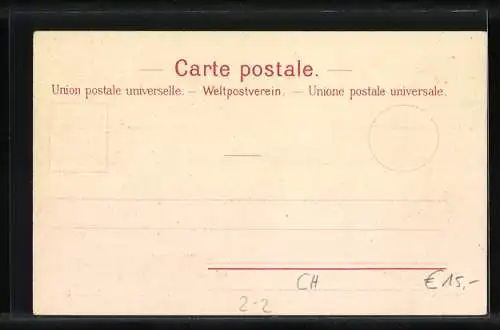 — Carte postale. —
Union postale universelle. — Weltpostverein. — Unione postale universale.
CH
€ 15,-
2-2